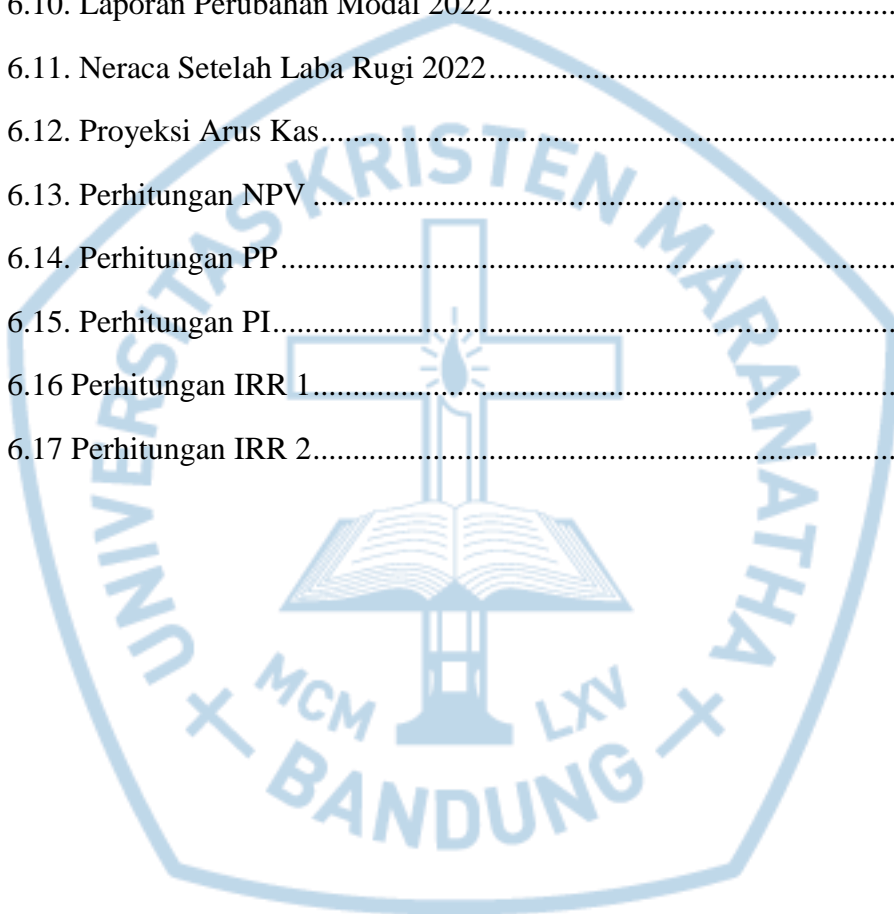 6.10. Laporan Perubahan Modal 2022
6.11. Neraca Setelah Laba Rugi 2022
6.12. Proyeksi Arus Kas
6.13. Perhitungan NPV
6.14. Perhitungan PP
6.15. Perhitungan PI
6.16 Perhitungan IRR 1
6.17 Perhitungan IRR 2
UNIVERSITAS KRISTEN MARANATHA
MCM LXV
BANDUNG